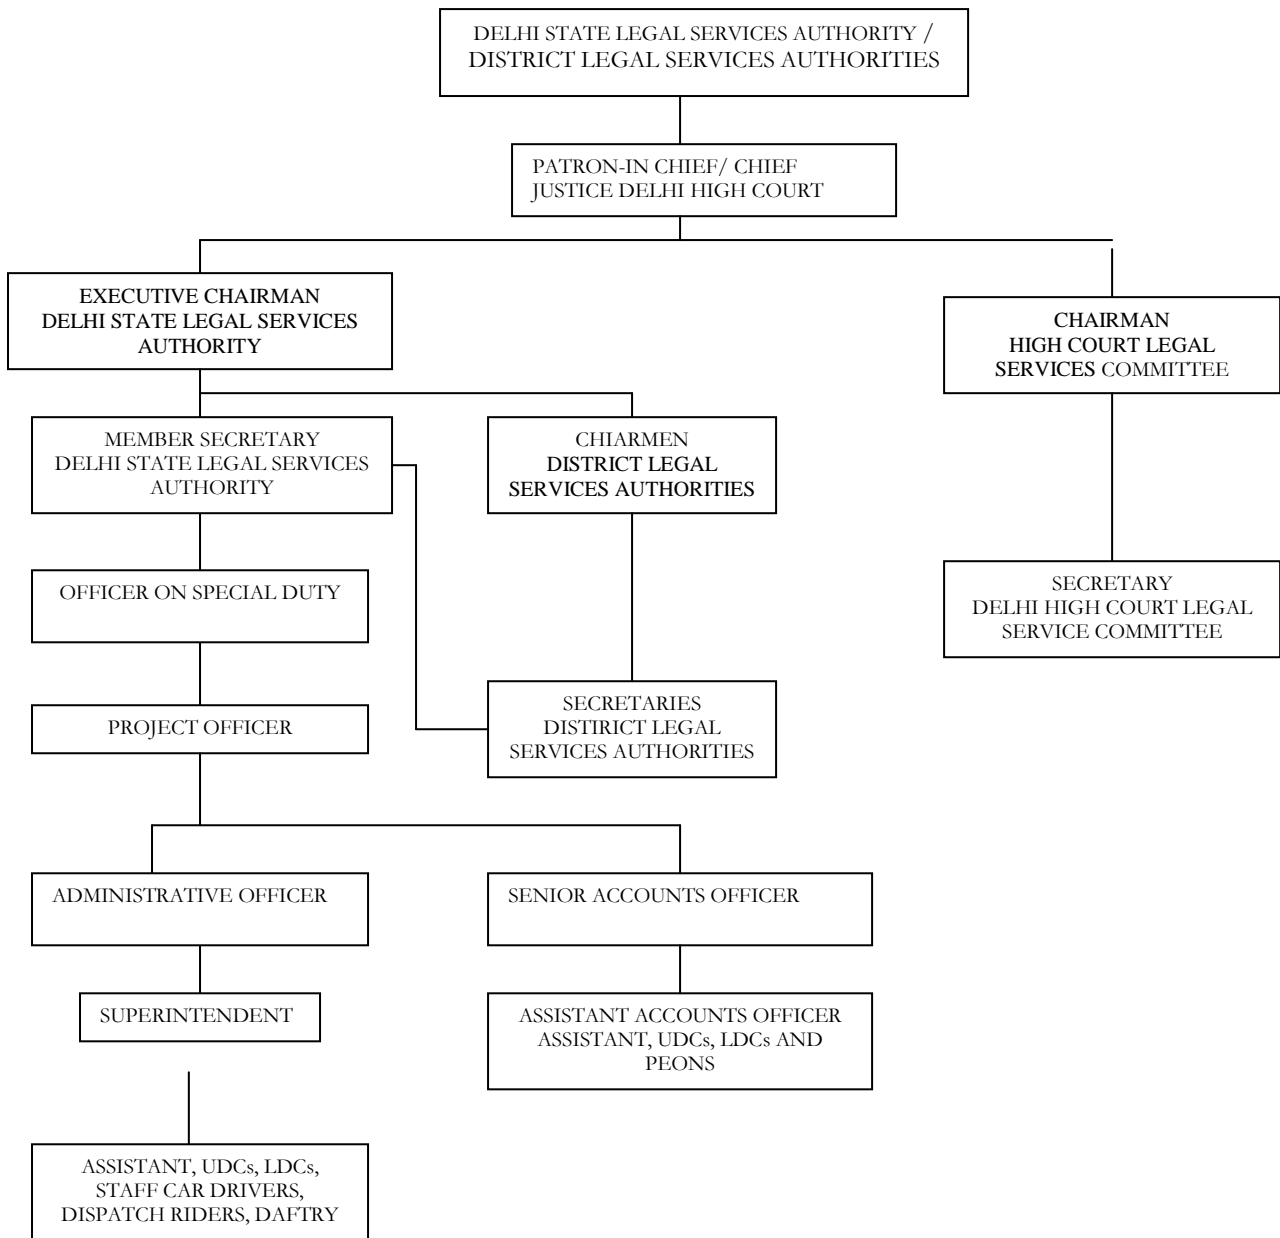 DELHI STATE LEGAL SERVICES AUTHORITY /
DISTRICT LEGAL SERVICES AUTHORITIES
PATRON-IN CHIEF/ CHIEF
JUSTICE DELHI HIGH COURT
EXECUTIVE CHAIRMAN
DELHI STATE LEGAL SERVICES
AUTHORITY
CHAIRMAN
HIGH COURT LEGAL
SERVICES COMMITTEE
MEMBER SECRETARY
DELHI STATE LEGAL SERVICES
AUTHORITY
CHIARMEN
DISTRICT LEGAL
SERVICES AUTHORITIES
OFFICER ON SPECIAL DUTY
SECRETARY
DELHI HIGH COURT LEGAL
SERVICE COMMITTEE
PROJECT OFFICER
SECRETARIES
DISTIRICT LEGAL
SERVICES AUTHORITIES
ADMINISTRATIVE OFFICER
SENIOR ACCOUNTS OFFICER
SUPERINTENDENT
ASSISTANT ACCOUNTS OFFICER
ASSISTANT, UDCs, LDCs AND
PEONS
ASSISTANT, UDCs, LDCs,
STAFF CAR DRIVERS,
DISPATCH RIDERS, DAFTRY